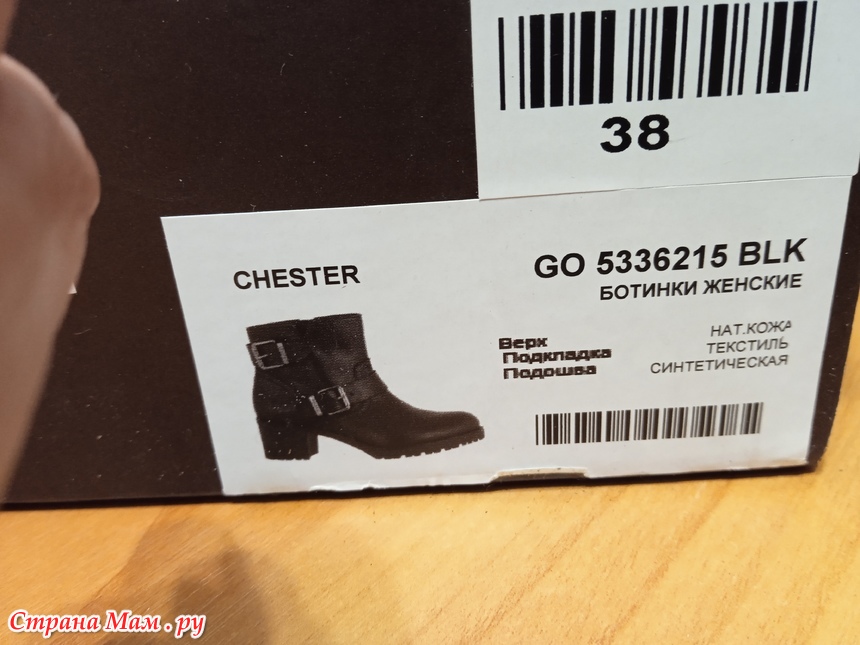 38
CHESTER
GO 5336215 BLK
БОТИНКИ ЖЕНСКИЕ
Верх НАТ.КОЖА
Подкладка ТЕКСТИЛЬ
Подошва СИНТЕТИЧЕСКАЯ
Страна Мам.ру